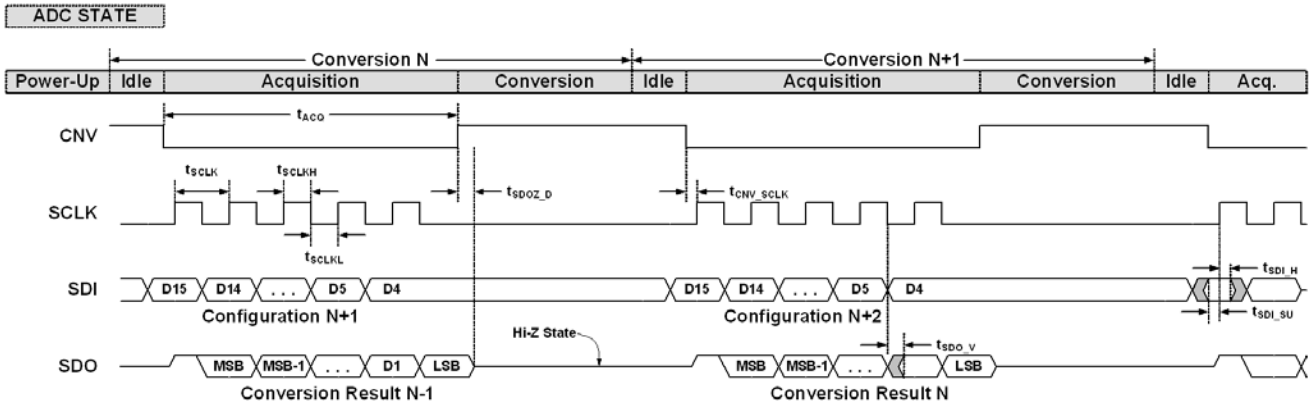 ADC STATE
Conversion N Conversion N+1
Power-Up Idle Acquisition Conversion Idle Acquisition Conversion Idle Acq.
tACQ
CNV
tSCLK tSCLKH tSDOZ_D tCNV_SCLK
SCLK
tSCLKL
tSDI_H
SDI D15 D14 . . . D5 D4 D15 D14 . . . D5 D4
tSDI_SU
Configuration N+1 Configuration N+2
Hi-Z State
tSDO_V
SDO MSB MSB-1 . . . D1 LSB MSB MSB-1 . . . LSB
Conversion Result N-1 Conversion Result N